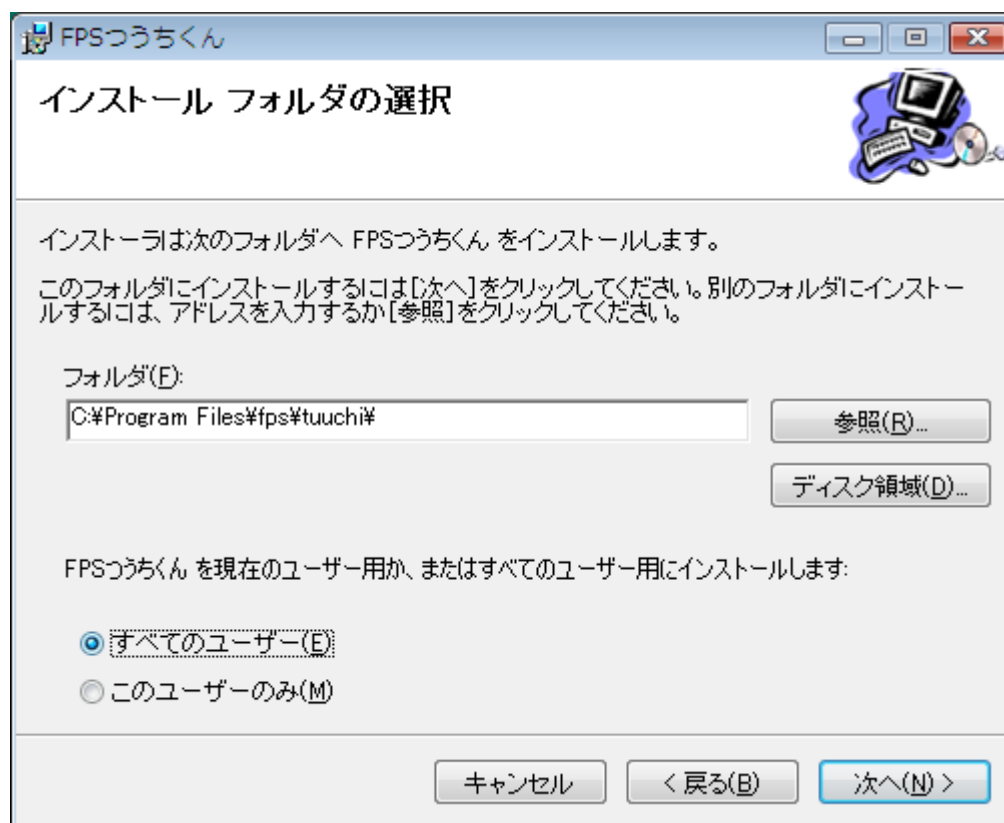 FPSつうちくん
インストール フォルダの選択
インストーラは次のフォルダへ FPSつうちくん をインストールします。
このフォルダにインストールするには[次へ]をクリックしてください。別のフォルダにインストー
ルするには、アドレスを入力するか[参照]をクリックしてください。
フォルダ(F):
C:¥Program Files¥fps¥tuuchi¥
参照(R)...
ディスク領域(D)...
FPSつうちくん を現在のユーザー用か、またはすべてのユーザー用にインストールします:
すべてのユーザー(E)
このユーザーのみ(M)
キャンセル
< 戻る(B)
次へ(N) >